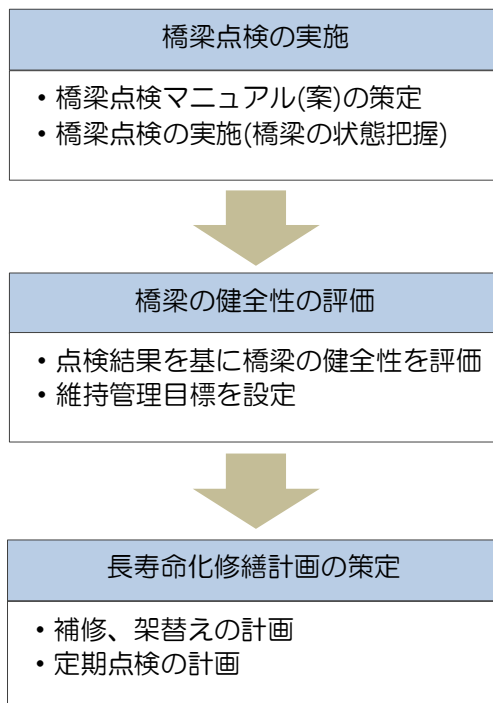 橋梁点検の実施
・橋梁点検マニュアル(案)の策定
・橋梁点検の実施(橋梁の状態把握)
橋梁の健全性の評価
・点検結果を基に橋梁の健全性を評価
・維持管理目標を設定
長寿命化修繕計画の策定
・補修、架替えの計画
・定期点検の計画